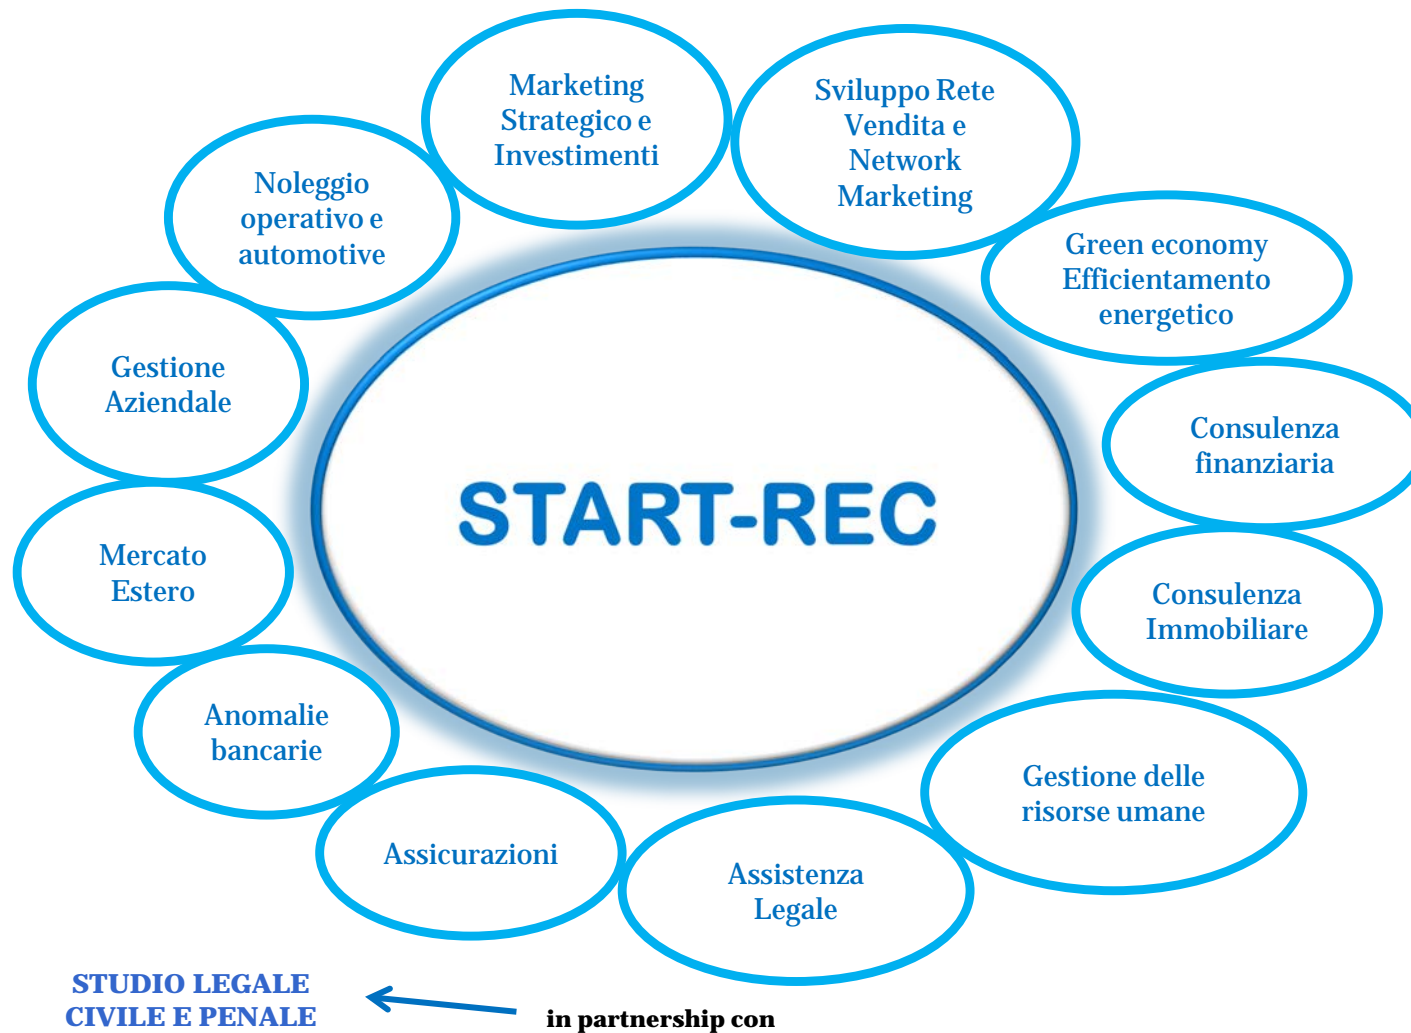 Marketing
Strategico e
Investimenti
Sviluppo Rete
Vendita e
Network
Marketing
Noleggio
operativo e
automotive
Green economy
Efficientamento
energetico
Gestione
Aziendale
Consulenza
finanziaria
START-REC
Mercato
Estero
Consulenza
Immobiliare
Anomalie
bancarie
Gestione delle
risorse umane
Assicurazioni
Assistenza
Legale
STUDIO LEGALE
CIVILE E PENALE
in partnership con